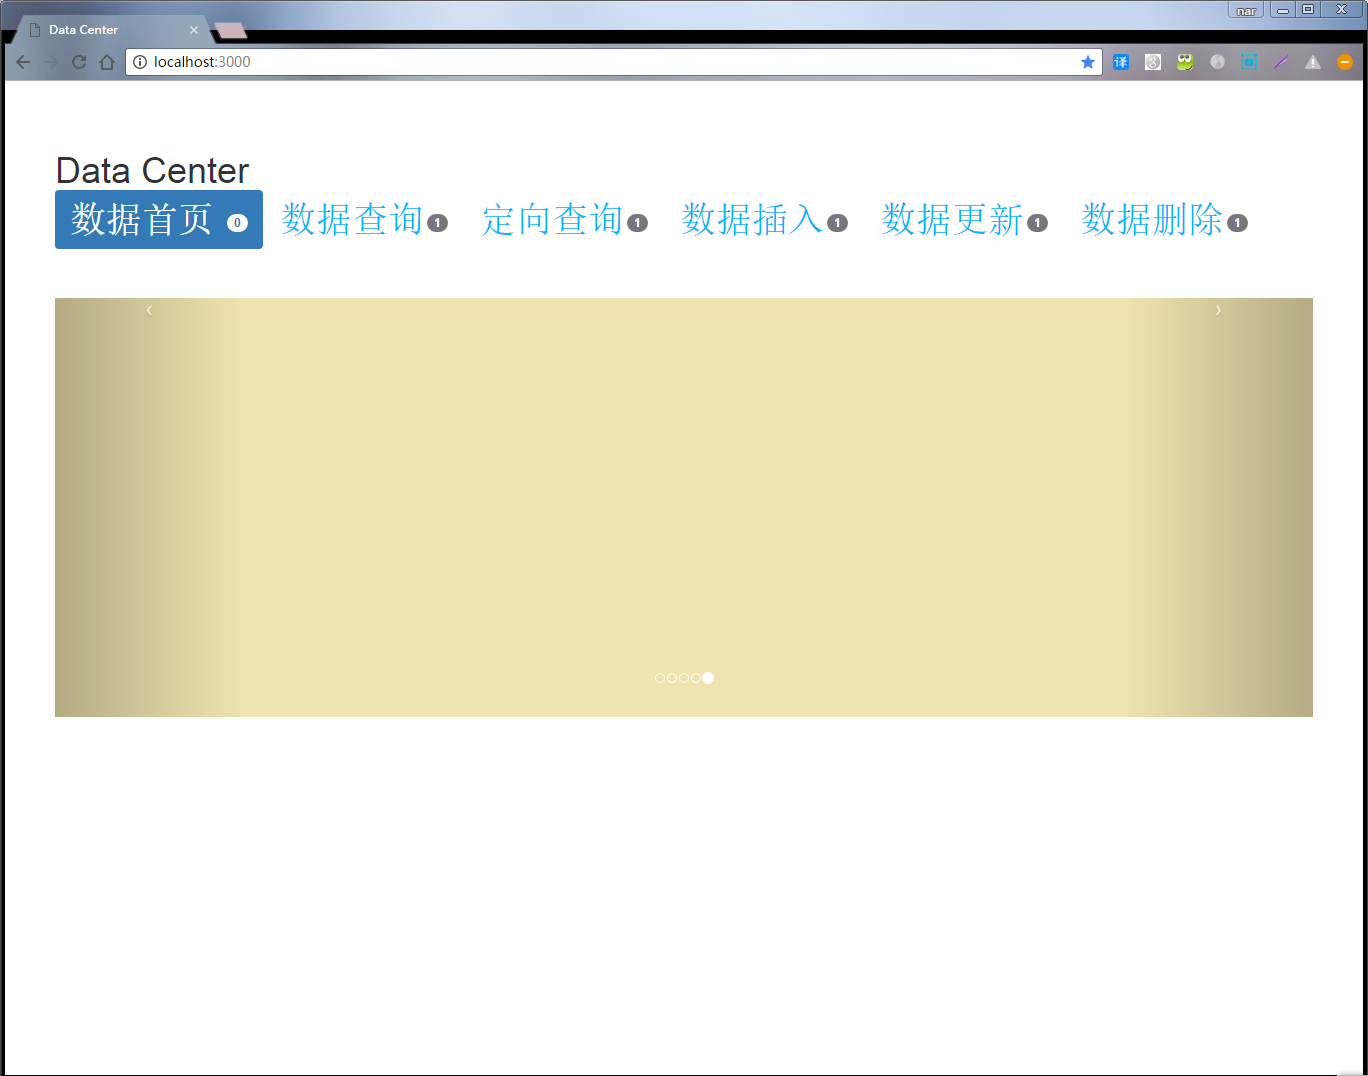 nar
Data Center
localhost:3000
译
Data Center
数据首页 0 数据查询 1 定向查询 1 数据插入 1 数据更新 1 数据删除 1
‹ ›